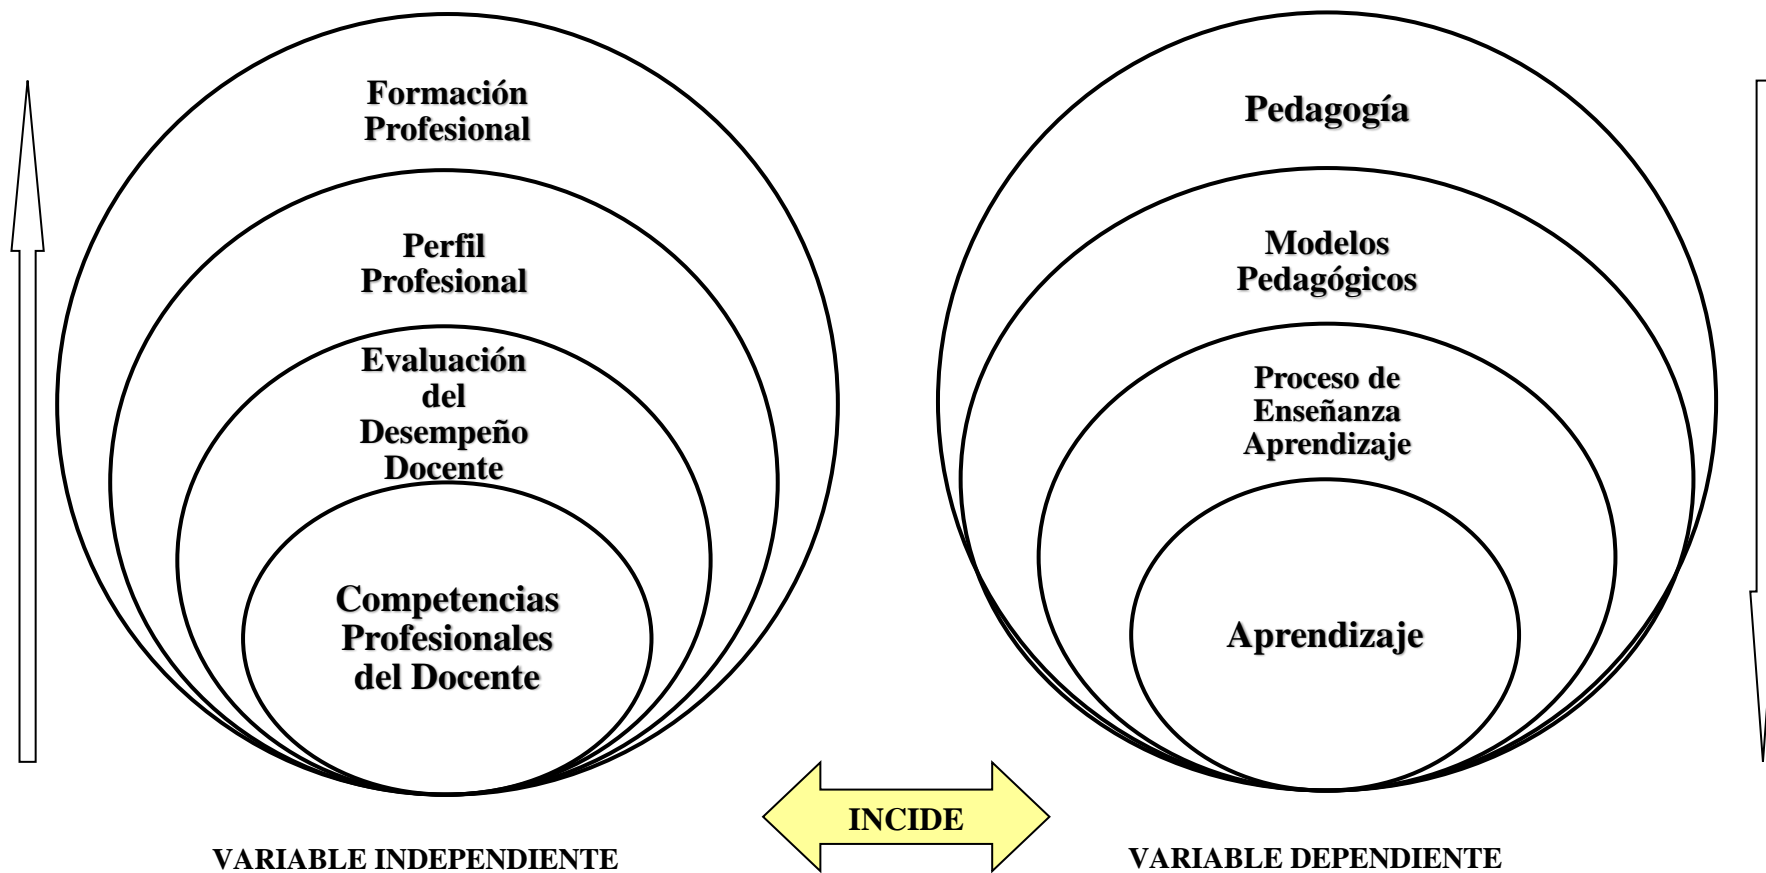 Formación
Profesional
Perfil
Profesional
Evaluación
del
Desempeño
Docente
Competencias
Profesionales
del Docente
VARIABLE INDEPENDIENTE
INCIDE
Pedagogía
Modelos
Pedagógicos
Proceso de
Enseñanza
Aprendizaje
Aprendizaje
VARIABLE DEPENDIENTE